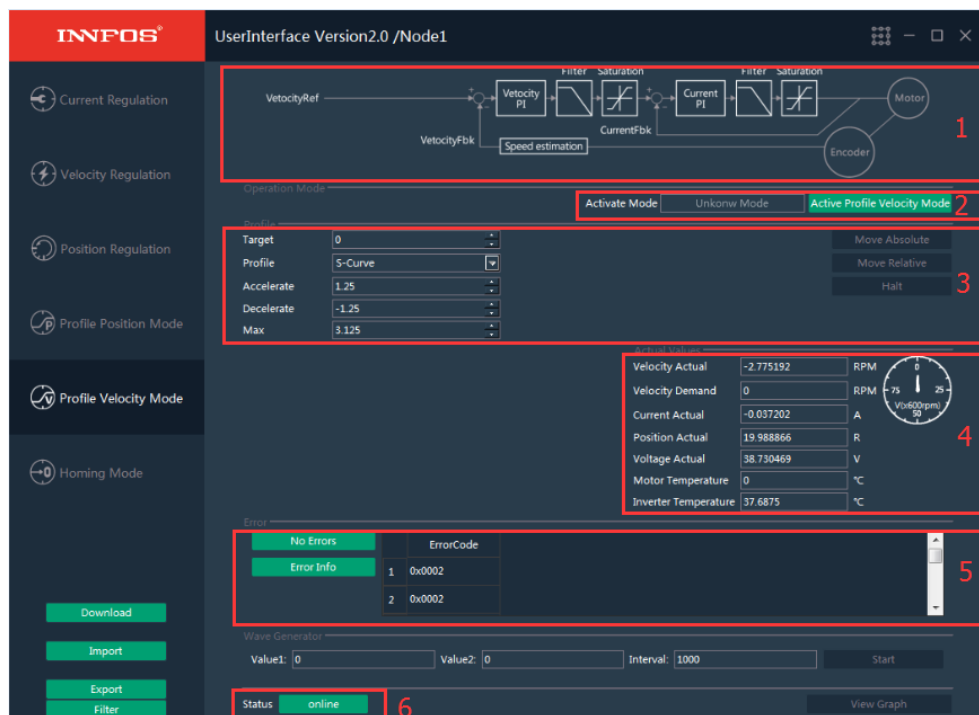 INNFOS®
UserInterface Version2.0 /Node1
Current Regulation
Velocity Regulation
Position Regulation
Profile Position Mode
Profile Velocity Mode
Homing Mode
Download
Import
Export
Filter
Filter Saturation Filter Saturation
VetocityRef
+
-
Vetocity PI
+
-
Current PI
Motor
VetocityFbk
CurrentFbk
Speed estimation
Encoder
1
Operation Mode
Activate Mode Unkonw Mode Active Profile Velocity Mode
2
Profile
Target 0 Move Absolute
Profile S-Curve Move Relative
Accelerate 1.25 Halt
Decelerate -1.25
Max 3.125
3
Actual Values
Velocity Actual -2.775192 RPM
Velocity Demand 0 RPM
Current Actual -0.037202 A
Position Actual 19.988866 R
Voltage Actual 38.730469 V
Motor Temperature 0 °C
Inverter Temperature 37.6875 °C
0
75 25
V(x600rpm)
50
4
Error
No Errors ErrorCode
Error Info 1 0x0002
2 0x0002
5
Wave Generator
Value1: 0 Value2: 0 Interval: 1000 Start
Status online
6
View Graph